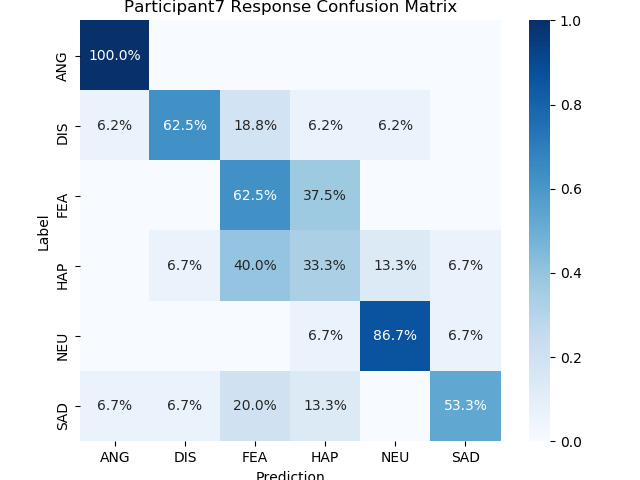 Participant7 Response Confusion Matrix
ANG 100.0%
DIS 6.2% 62.5% 18.8% 6.2% 6.2%
FEA 62.5% 37.5%
HAP 6.7% 40.0% 33.3% 13.3% 6.7%
NEU 6.7% 86.7% 6.7%
SAD 6.7% 6.7% 20.0% 13.3% 53.3%
Label
ANG DIS FEA HAP NEU SAD
Prediction
1.0
0.8
0.6
0.4
0.2
0.0